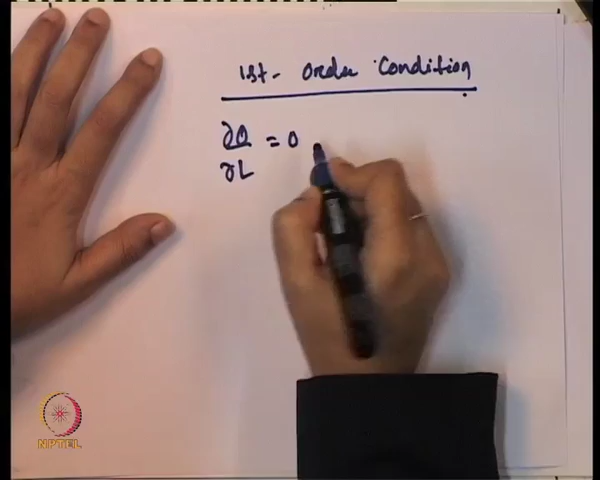 1st - Order Condition
∂Q
= 0
∂L
NPTEL